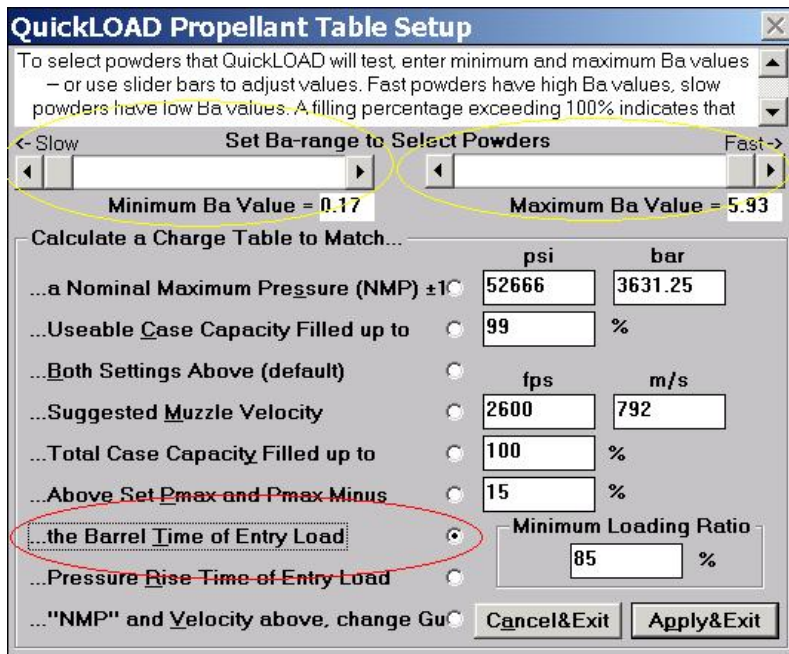 QuickLOAD Propellant Table Setup
To select powders that QuickLOAD will test, enter minimum and maximum Ba values
– or use slider bars to adjust values. Fast powders have high Ba values, slow
powders have low Ba values. A filling percentage exceeding 100% indicates that
<- Slow Set Ba-range to Select Powders Fast->
Minimum Ba Value = 0.17 Maximum Ba Value = 5.93
Calculate a Charge Table to Match...
psi bar
...a Nominal Maximum Pressure (NMP) ±1 52666 3631.25
...Useable Case Capacity Filled up to 99 %
...Both Settings Above (default)
fps m/s
...Suggested Muzzle Velocity 2600 792
...Total Case Capacity Filled up to 100 %
...Above Set Pmax and Pmax Minus 15 %
...the Barrel Time of Entry Load
Minimum Loading Ratio
85 %
...Pressure Rise Time of Entry Load
..."NMP" and Velocity above, change Gu
Cancel&Exit Apply&Exit